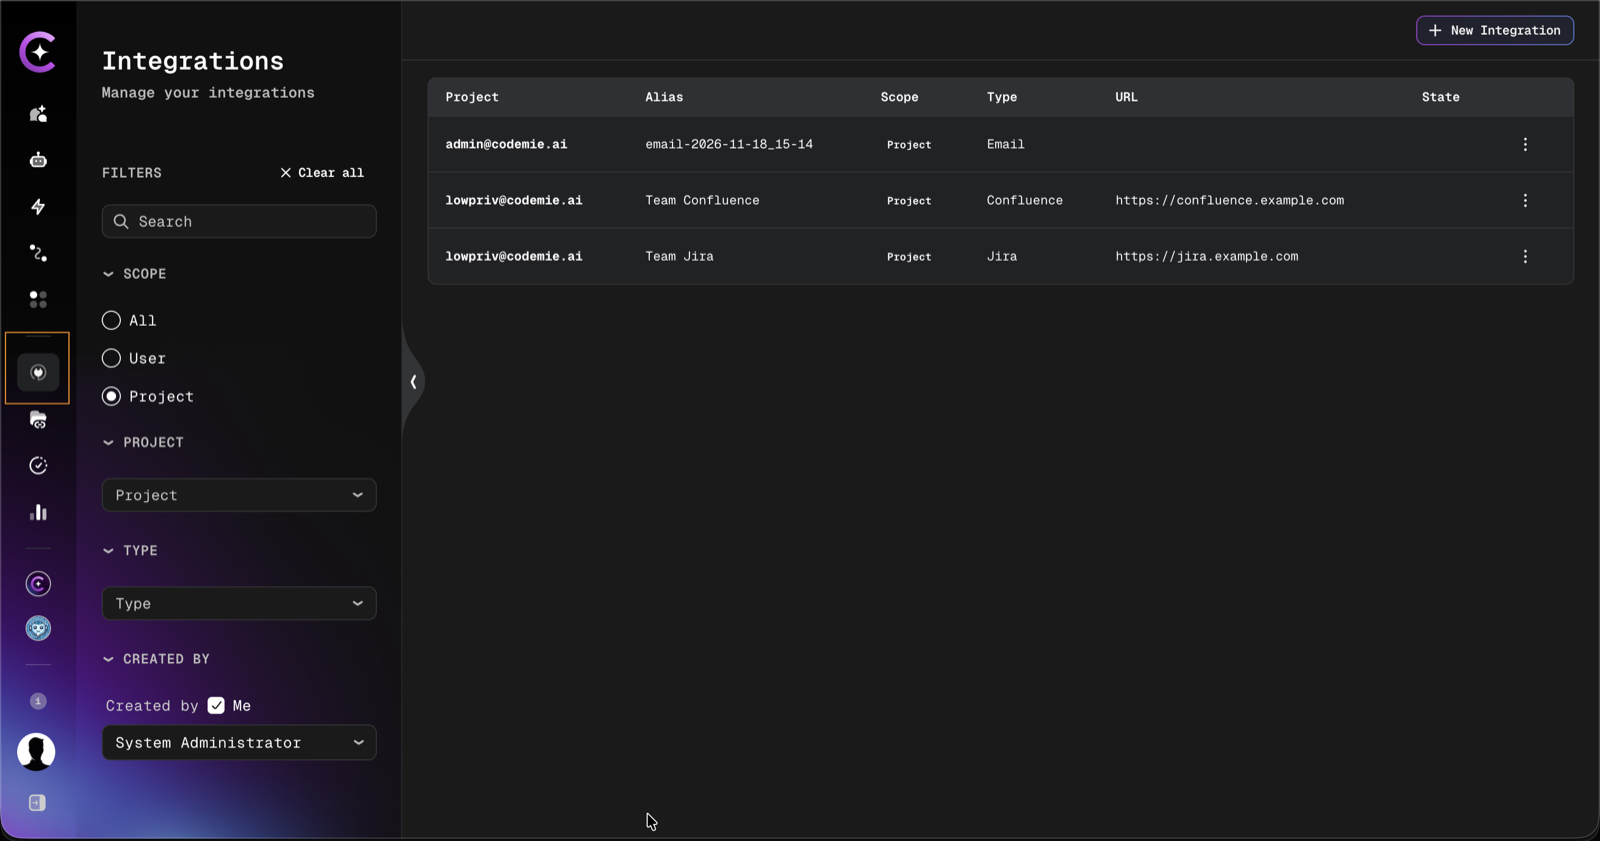 Integrations
Manage your integrations
FILTERS
Clear all
Search
SCOPE
All
User
Project
PROJECT
Project
TYPE
Type
CREATED BY
Created by Me
System Administrator
New Integration
Project Alias Scope Type URL State
admin@codemie.ai email-2026-11-18_15-14 Project Email
lowpriv@codemie.ai Team Confluence Project Confluence https://confluence.example.com
lowpriv@codemie.ai Team Jira Project Jira https://jira.example.com